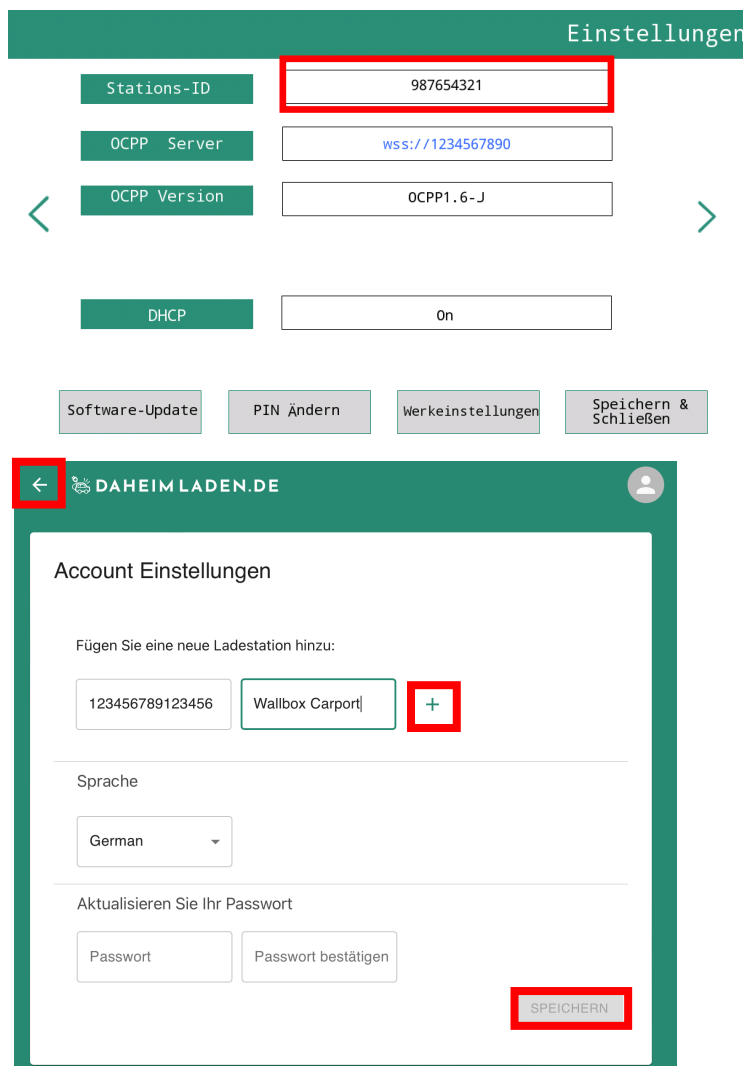 Einstellungen
Stations-ID
987654321
OCPP Server
wss://1234567890
OCPP Version
OCPP1.6-J
DHCP
On
Software-Update
PIN Ändern
Werkeinstellungen
Speichern &
Schließen
DAHEIMLADEN.DE
Account Einstellungen
Fügen Sie eine neue Ladestation hinzu:
123456789123456
Wallbox Carport
+
Sprache
German
Aktualisieren Sie Ihr Passwort
Passwort
Passwort bestätigen
SPEICHERN